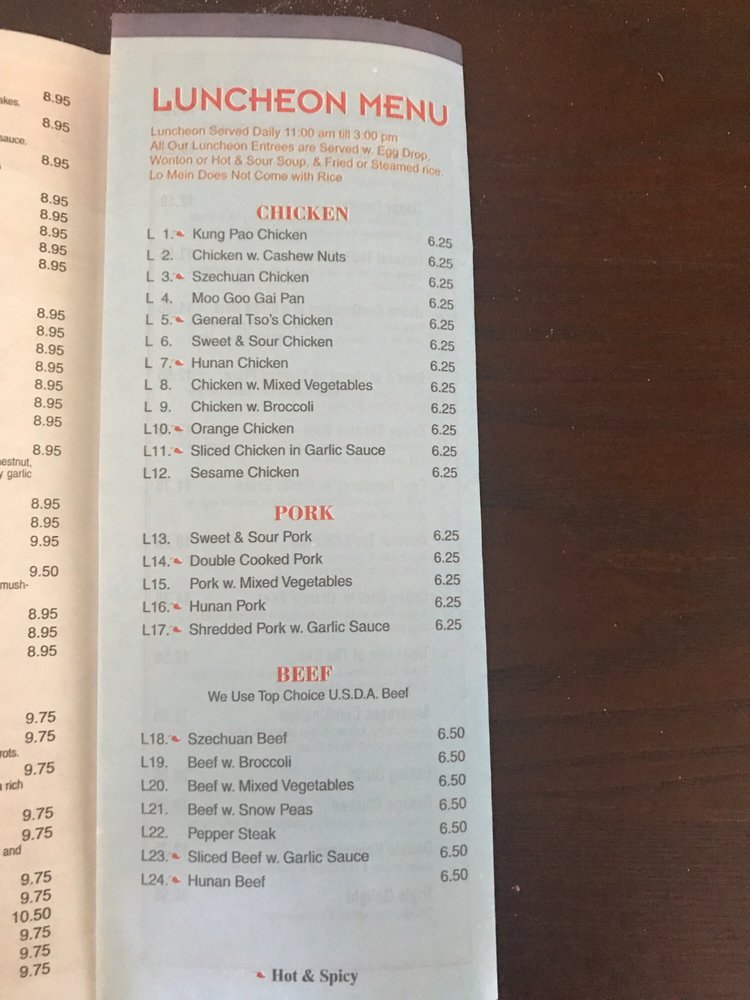 akes. 8.95
8.95
sauce.
8.95
8.95
8.95
8.95
8.95
8.95
8.95
8.95
8.95
8.95
8.95
8.95
8.95
8.95
estnut,
y garlic
8.95
8.95
9.95
9.50
mush-
8.95
8.95
8.95
9.75
9.75
rots.
9.75
a rich
9.75
9.75
and
9.75
9.75
10.50
9.75
9.75
9.75
LUNCHEON MENU
Luncheon Served Daily 11:00 am till 3:00 pm
All Our Luncheon Entrees are Served w. Egg Drop,
Wonton or Hot & Sour Soup, & Fried or Steamed rice.
Lo Mein Does Not Come with Rice
CHICKEN
L 1. Kung Pao Chicken 6.25
L 2. Chicken w. Cashew Nuts 6.25
L 3. Szechuan Chicken 6.25
L 4. Moo Goo Gai Pan 6.25
L 5. General Tso's Chicken 6.25
L 6. Sweet & Sour Chicken 6.25
L 7. Hunan Chicken 6.25
L 8. Chicken w. Mixed Vegetables 6.25
L 9. Chicken w. Broccoli 6.25
L10. Orange Chicken 6.25
L11. Sliced Chicken in Garlic Sauce 6.25
L12. Sesame Chicken 6.25
PORK
L13. Sweet & Sour Pork 6.25
L14. Double Cooked Pork 6.25
L15. Pork w. Mixed Vegetables 6.25
L16. Hunan Pork 6.25
L17. Shredded Pork w. Garlic Sauce 6.25
BEEF
We Use Top Choice U.S.D.A. Beef
L18. Szechuan Beef 6.50
L19. Beef w. Broccoli 6.50
L20. Beef w. Mixed Vegetables 6.50
L21. Beef w. Snow Peas 6.50
L22. Pepper Steak 6.50
L23. Sliced Beef w. Garlic Sauce 6.50
L24. Hunan Beef 6.50
Hot & Spicy